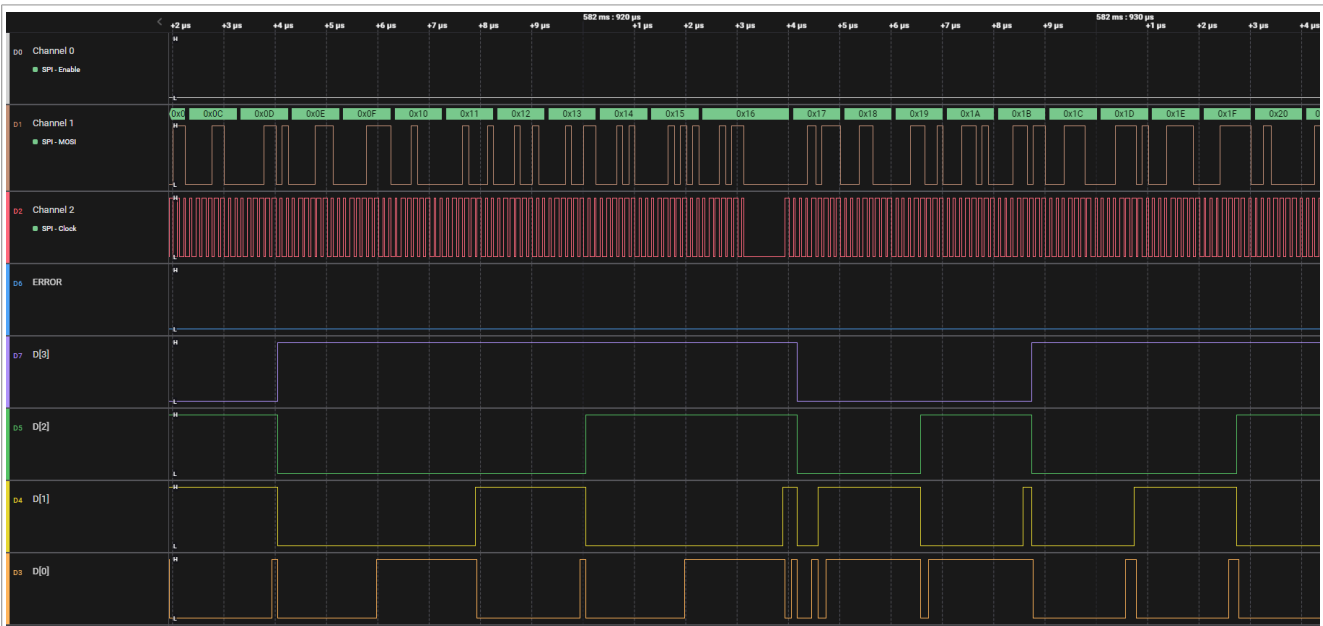 582 ms : 920 µs 582 ms : 930 µs
+2 µs +3 µs +4 µs +5 µs +6 µs +7 µs +8 µs +9 µs +1 µs +2 µs +3 µs +4 µs +5 µs +6 µs +7 µs +8 µs +9 µs +1 µs +2 µs +3 µs +4 µs
H
D0 Channel 0
SPI - Enable
L
0x0 0x0C 0x0D 0x0E 0x0F 0x10 0x11 0x12 0x13 0x14 0x15 0x16 0x17 0x18 0x19 0x1A 0x1B 0x1C 0x1D 0x1E 0x1F 0x20 0
H
D1 Channel 1
SPI - MOSI
L
H
D2 Channel 2
SPI - Clock
L
H
D6 ERROR
L
H
D7 D[3]
L
H
D5 D[2]
L
H
D4 D[1]
L
H
D3 D[0]
L